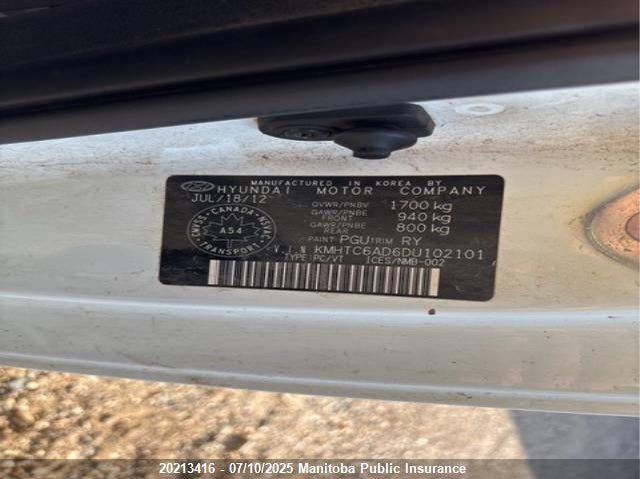 MANUFACTURED IN KOREA BY
HYUNDAI MOTOR COMPANY
JUL/18/12
GVWR/PNBV 1700 kg
GAWR/PNBE FRONT 940 kg
GAWR/PNBE REAR 800 kg
CANADA
A54
TRANSPORT
PAINT PGU TRIM RY
V.I.N KMHTC6AD6DU102101
TYPE:PC/VT ICES/NMB-002
20213416 - 07/10/2025 Manitoba Public Insurance